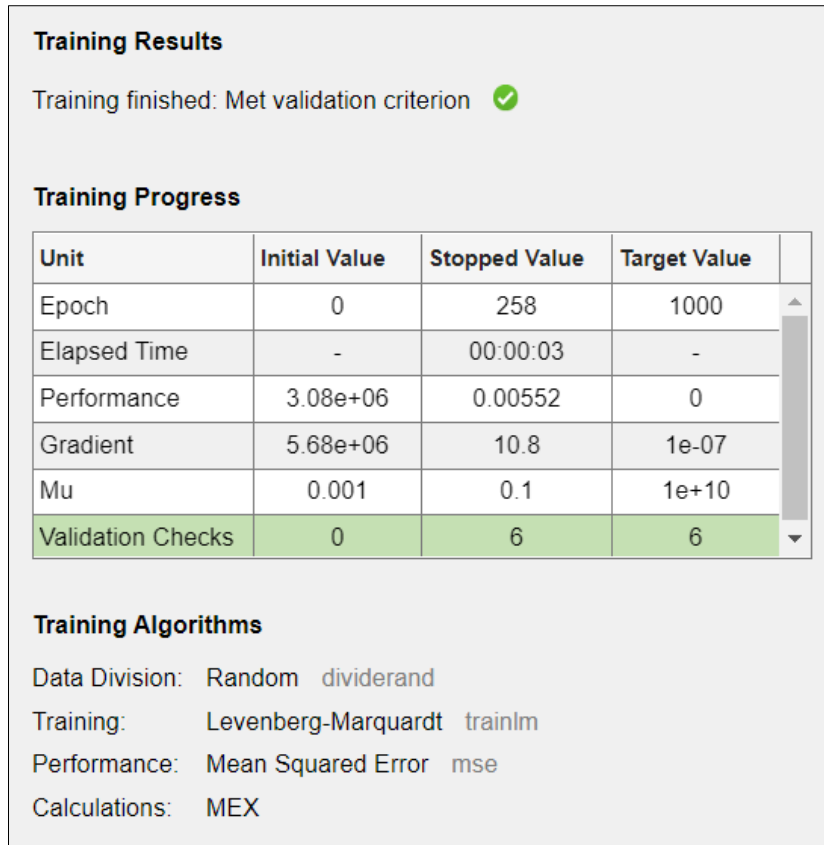 Training Results
Training finished: Met validation criterion
Training Progress
Unit Initial Value Stopped Value Target Value
Epoch 0 258 1000
Elapsed Time - 00:00:03 -
Performance 3.08e+06 0.00552 0
Gradient 5.68e+06 10.8 1e-07
Mu 0.001 0.1 1e+10
Validation Checks 0 6 6
Training Algorithms
Data Division: Random dividerand
Training: Levenberg-Marquardt trainlm
Performance: Mean Squared Error mse
Calculations: MEX